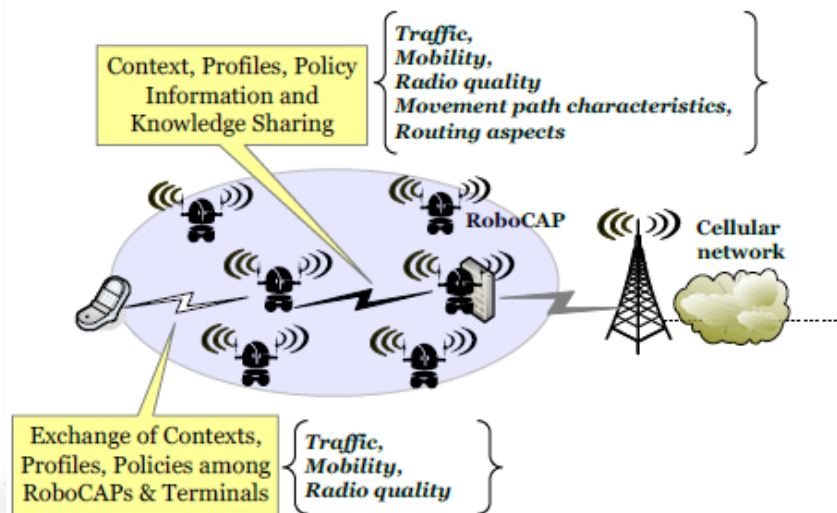 Context, Profiles, Policy
Information and
Knowledge Sharing
Traffic,
Mobility,
Radio quality
Movement path characteristics,
Routing aspects
RoboCAP
Cellular
network
Exchange of Contexts,
Profiles, Policies among
RoboCAPs & Terminals
Traffic,
Mobility,
Radio quality